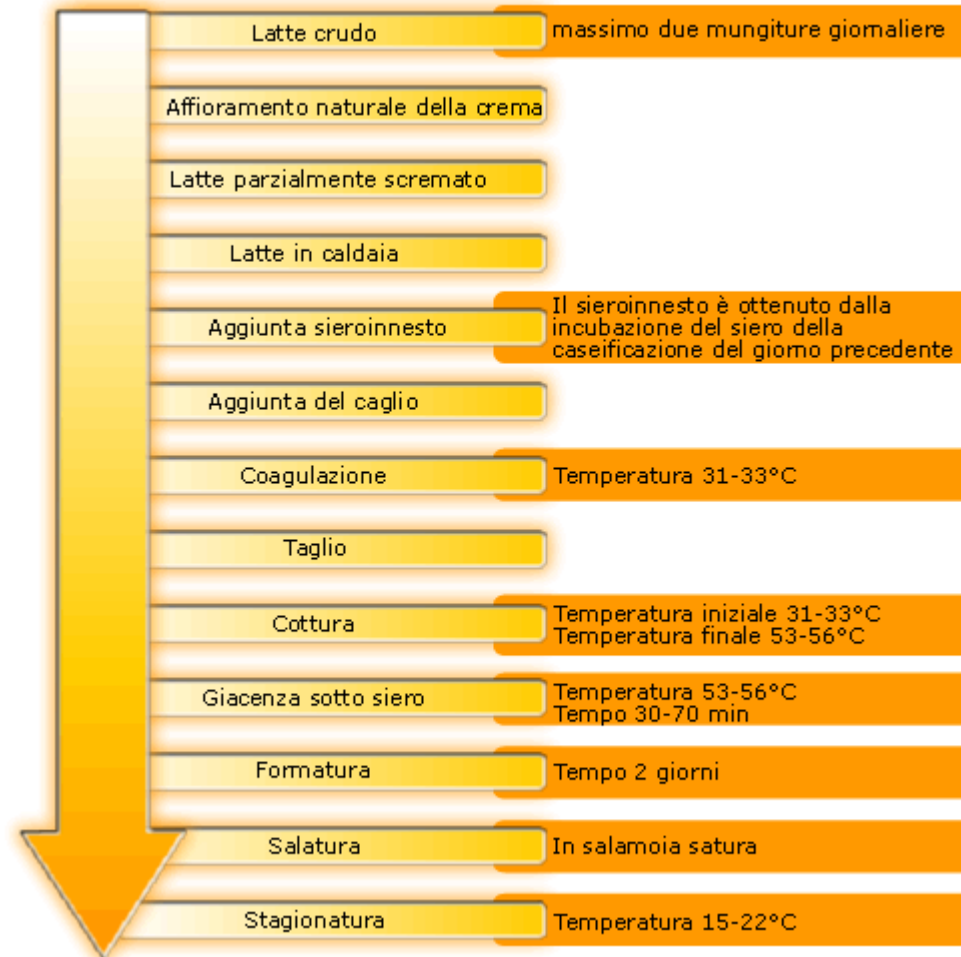 Latte crudo
massimo due mungiture giornaliere
Affioramento naturale della crema
Latte parzialmente scremato
Latte in caldaia
Aggiunta sieroinnesto
Il sieroinnesto è ottenuto dalla
incubazione del siero della
caseificazione del giorno precedente
Aggiunta del caglio
Coagulazione
Temperatura 31-33°C
Taglio
Cottura
Temperatura iniziale 31-33°C
Temperatura finale 53-56°C
Giacenza sotto siero
Temperatura 53-56°C
Tempo 30-70 min
Formatura
Tempo 2 giorni
Salatura
In salamoia satura
Stagionatura
Temperatura 15-22°C